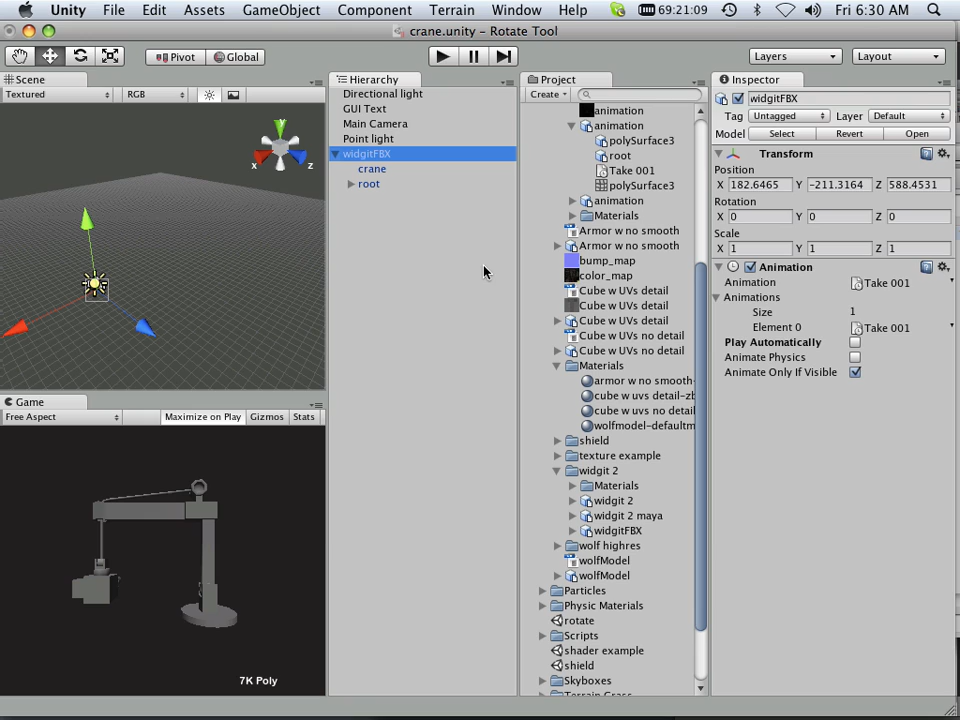 Unity File Edit Assets GameObject Component Terrain Window Help 69:21:09 Fri 6:30 AM
crane.unity - Rotate Tool
Pivot Global Layers Layout
Scene
Textured RGB
y
x z
Game
Free Aspect Maximize on Play Gizmos Stats
7K Poly
Hierarchy
Directional light
GUI Text
Main Camera
Point light
widgitFBX
crane
root
Project
Create
animation
animation
polySurface3
root
Take 001
polySurface3
animation
Materials
Armor w no smooth
Armor w no smooth
bump_map
color_map
Cube w UVs detail
Cube w UVs detail
Cube w UVs detail
Cube w UVs no detail
Cube w UVs no detail
Materials
armor w no smooth-
cube w uvs detail-zb
cube w uvs no detail
wolfmodel-defaultm
shield
texture example
widgit 2
Materials
widgit 2
widgit 2 maya
widgitFBX
wolf highres
wolfModel
wolfModel
Particles
Physic Materials
rotate
Scripts
shader example
shield
Skyboxes
Terrain Grass
Inspector
widgitFBX
Tag Untagged Layer Default
Model Select Revert Open
Transform
Position
X 182.6465 Y -211.3164 Z 588.4531
Rotation
X 0 Y 0 Z 0
Scale
X 1 Y 1 Z 1
Animation
Animation Take 001
Animations
Size 1
Element 0 Take 001
Play Automatically
Animate Physics
Animate Only If Visible